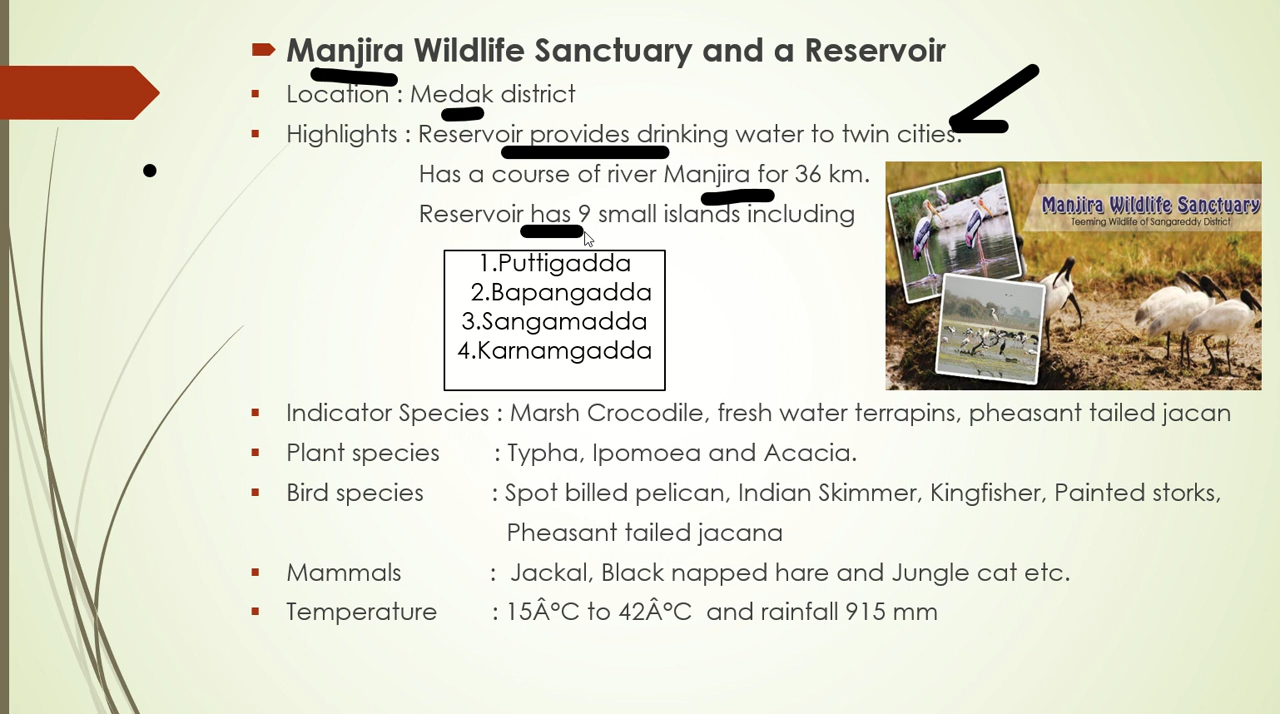 Manjira Wildlife Sanctuary and a Reservoir
Location : Medak district
Highlights : Reservoir provides drinking water to twin cities.
Has a course of river Manjira for 36 km.
Reservoir has 9 small islands including
1.Puttigadda
2.Bapangadda
3.Sangamadda
4.Karnamgadda
Manjira Wildlife Sanctuary
Teeming Wildlife of Sangareddy District
Indicator Species : Marsh Crocodile, fresh water terrapins, pheasant tailed jacan
Plant species : Typha, Ipomoea and Acacia.
Bird species : Spot billed pelican, Indian Skimmer, Kingfisher, Painted storks,
Pheasant tailed jacana
Mammals : Jackal, Black napped hare and Jungle cat etc.
Temperature : 15°C to 42°C and rainfall 915 mm